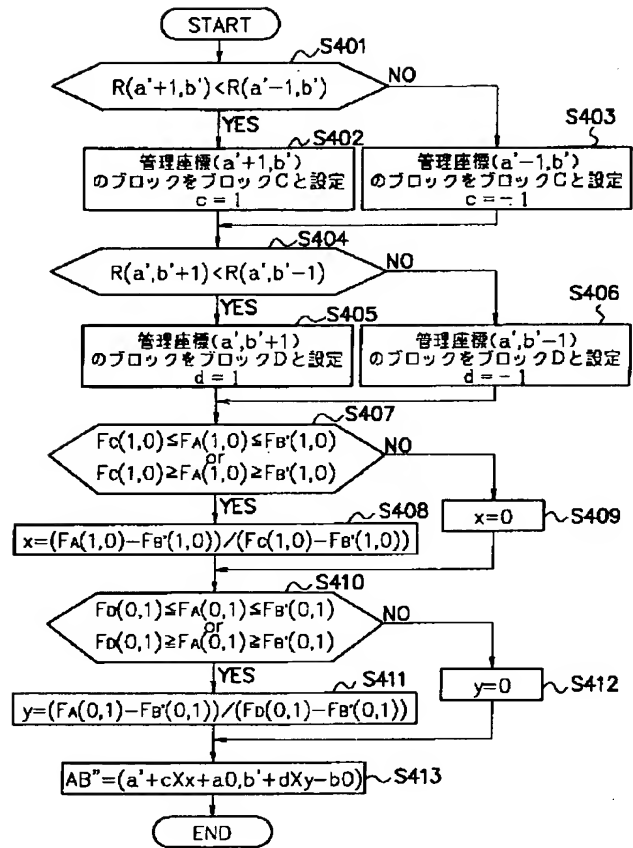 START
S401
R(a'+1,b')<R(a'−1,b')
NO
YES
S402
管理座標(a'+1,b')
のブロックをブロックCと設定
c=1
S403
管理座標(a'−1,b')
のブロックをブロックCと設定
c=−1
S404
R(a',b'+1)<R(a',b'−1)
NO
YES
S405
管理座標(a',b'+1)
のブロックをブロックDと設定
d=1
S406
管理座標(a',b'−1)
のブロックをブロックDと設定
d=−1
S407
FC(1,0)≦FA(1,0)≦FB'(1,0)
or
FC(1,0)≧FA(1,0)≧FB'(1,0)
NO
YES
S408
x=(FA(1,0)−FB'(1,0))/(FC(1,0)−FB'(1,0))
x=0
S409
S410
FD(0,1)≦FA(0,1)≦FB'(0,1)
or
FD(0,1)≧FA(0,1)≧FB'(0,1)
NO
YES
S411
y=(FA(0,1)−FB'(0,1))/(FD(0,1)−FB'(0,1))
y=0
S412
AB"=(a'+cXx+a0,b'+dXy−b0)
S413
END